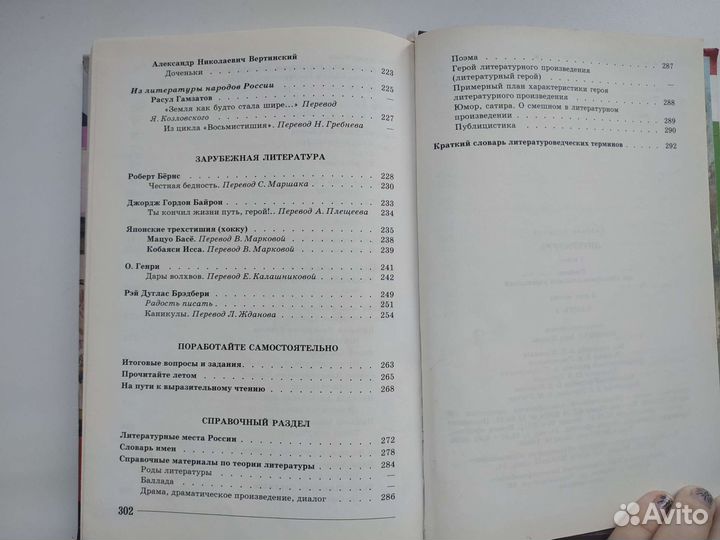 Александр Николаевич Вертинский
Доченьки . . . . . . . . . . . . . . . . . . . . . . . 223
Из литературы народов России . . . . . . . . . . . . 225
Расул Гамзатов . . . . . . . . . . . . . . . . . . . . —
«Земля как будто стала шире...» Перевод
Я. Козловского . . . . . . . . . . . . . . . . . . . . 227
Из цикла «Восьмистишия». Перевод Н. Гребнева . . —
ЗАРУБЕЖНАЯ ЛИТЕРАТУРА
Роберт Бёрнс . . . . . . . . . . . . . . . . . . . . . 228
Честная бедность. Перевод С. Маршака . . . . . . . 230
Джордж Гордон Байрон . . . . . . . . . . . . . . . . 233
Ты кончил жизни путь, герой!.. Перевод А. Плещеева 234
Японские трехстишия (хокку) . . . . . . . . . . . . . 235
Мацуо Басё. Перевод В. Марковой . . . . . . . . . . 238
Кобаяси Исса. Перевод В. Марковой . . . . . . . . . 239
О. Генри . . . . . . . . . . . . . . . . . . . . . . . 241
Дары волхвов. Перевод Е. Калашниковой . . . . . . 242
Рэй Дуглас Брэдбери . . . . . . . . . . . . . . . . . 249
Радость писать . . . . . . . . . . . . . . . . . . . . 251
Каникулы. Перевод Л. Жданова . . . . . . . . . . . 254
ПОРАБОТАЙТЕ САМОСТОЯТЕЛЬНО
Итоговые вопросы и задания. . . . . . . . . . . . . . 263
Прочитайте летом . . . . . . . . . . . . . . . . . . . 265
На пути к выразительному чтению . . . . . . . . . . 268
СПРАВОЧНЫЙ РАЗДЕЛ
Литературные места России . . . . . . . . . . . . . . 272
Словарь имен . . . . . . . . . . . . . . . . . . . . . 278
Справочные материалы по теории литературы . . . . . 284
Роды литературы . . . . . . . . . . . . . . . . . . . —
Баллада . . . . . . . . . . . . . . . . . . . . . . . —
Драма, драматическое произведение, диалог . . . . . 286
302
Поэма . . . . . . . . . . . . . . . . . . . . . . . . 287
Герой литературного произведения
(литературный герой) . . . . . . . . . . . . . . . . —
Примерный план характеристики героя
литературного произведения . . . . . . . . . . . . . 288
Юмор, сатира. О смешном в литературном
произведении . . . . . . . . . . . . . . . . . . . . 289
Публицистика . . . . . . . . . . . . . . . . . . . . 290
Краткий словарь литературоведческих терминов . . . . 292
Avito